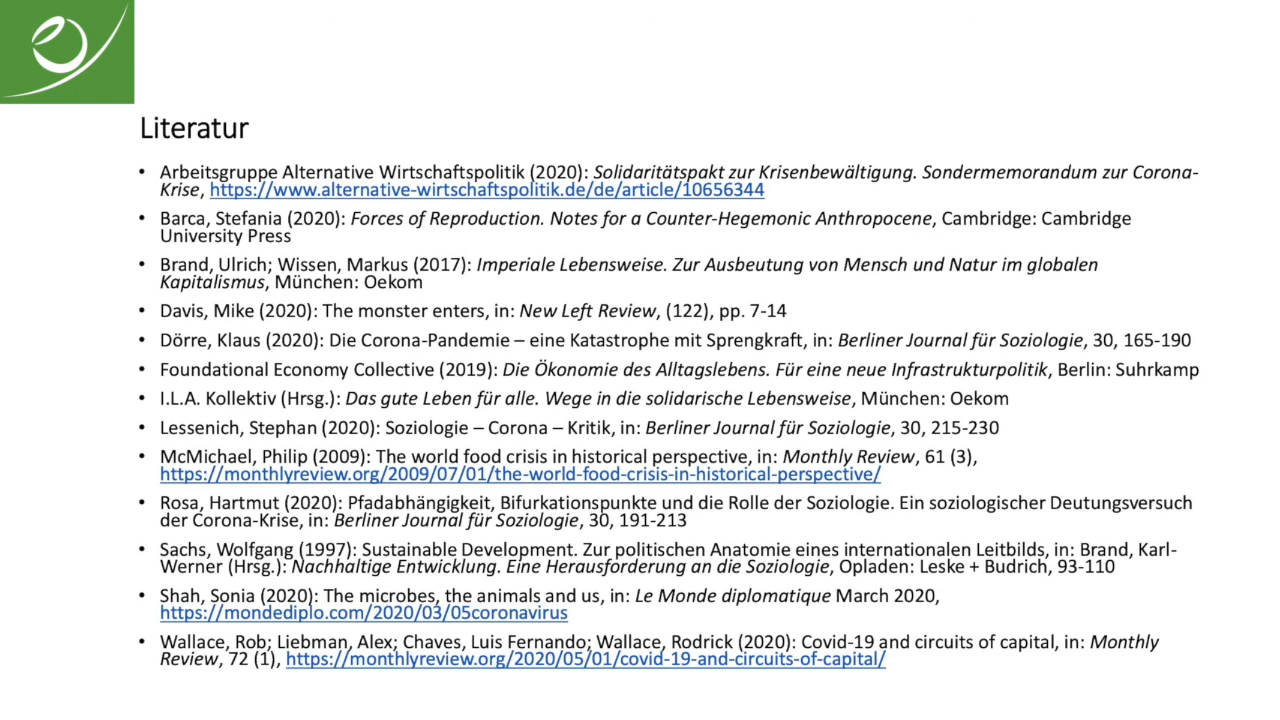 Literatur
• Arbeitsgruppe Alternative Wirtschaftspolitik (2020): Solidaritätspakt zur Krisenbewältigung. Sondermemorandum zur Corona-
Krise, https://www.alternative-wirtschaftspolitik.de/de/article/10656344
• Barca, Stefania (2020): Forces of Reproduction. Notes for a Counter-Hegemonic Anthropocene, Cambridge: Cambridge
University Press
• Brand, Ulrich; Wissen, Markus (2017): Imperiale Lebensweise. Zur Ausbeutung von Mensch und Natur im globalen
Kapitalismus, München: Oekom
• Davis, Mike (2020): The monster enters, in: New Left Review, (122), pp. 7-14
• Dörre, Klaus (2020): Die Corona-Pandemie – eine Katastrophe mit Sprengkraft, in: Berliner Journal für Soziologie, 30, 165-190
• Foundational Economy Collective (2019): Die Ökonomie des Alltagslebens. Für eine neue Infrastrukturpolitik, Berlin: Suhrkamp
• I.L.A. Kollektiv (Hrsg.): Das gute Leben für alle. Wege in die solidarische Lebensweise, München: Oekom
• Lessenich, Stephan (2020): Soziologie – Corona – Kritik, in: Berliner Journal für Soziologie, 30, 215-230
• McMichael, Philip (2009): The world food crisis in historical perspective, in: Monthly Review, 61 (3),
https://monthlyreview.org/2009/07/01/the-world-food-crisis-in-historical-perspective/
• Rosa, Hartmut (2020): Pfadabhängigkeit, Bifurkationspunkte und die Rolle der Soziologie. Ein soziologischer Deutungsversuch
der Corona-Krise, in: Berliner Journal für Soziologie, 30, 191-213
• Sachs, Wolfgang (1997): Sustainable Development. Zur politischen Anatomie eines internationalen Leitbilds, in: Brand, Karl-
Werner (Hrsg.): Nachhaltige Entwicklung. Eine Herausforderung an die Soziologie, Opladen: Leske + Budrich, 93-110
• Shah, Sonia (2020): The microbes, the animals and us, in: Le Monde diplomatique March 2020,
https://mondediplo.com/2020/03/05coronavirus
• Wallace, Rob; Liebman, Alex; Chaves, Luis Fernando; Wallace, Rodrick (2020): Covid-19 and circuits of capital, in: Monthly
Review, 72 (1), https://monthlyreview.org/2020/05/01/covid-19-and-circuits-of-capital/